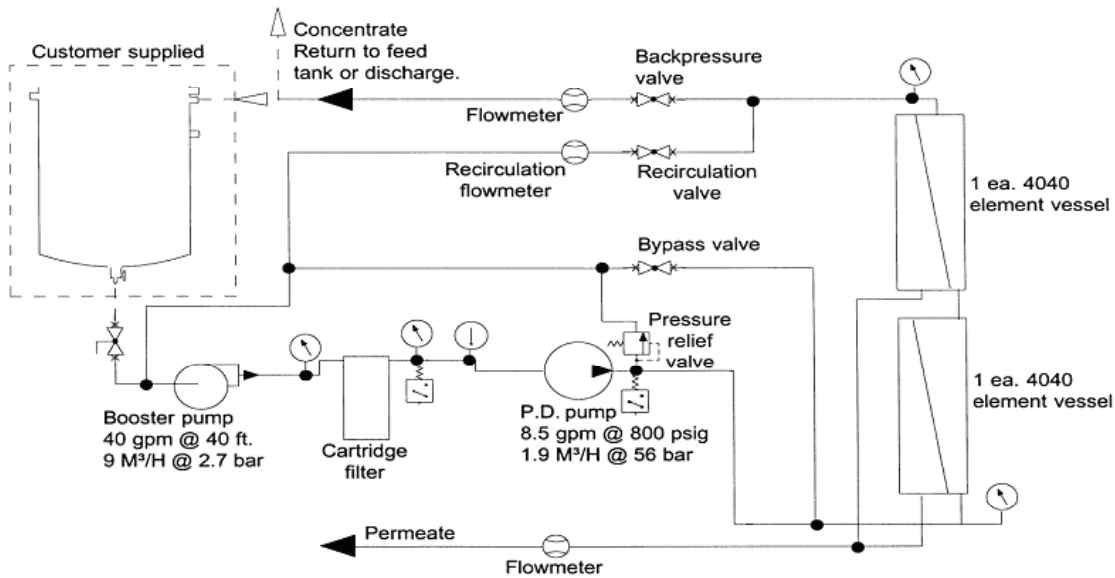 Customer supplied
Concentrate
Return to feed
tank or discharge.
Backpressure
valve
Flowmeter
Recirculation
flowmeter
Recirculation
valve
1 ea. 4040
element vessel
Bypass valve
Pressure
relief
valve
1 ea. 4040
element vessel
Booster pump
40 gpm @ 40 ft.
9 M³/H @ 2.7 bar
Cartridge
filter
P.D. pump
8.5 gpm @ 800 psig
1.9 M³/H @ 56 bar
Permeate
Flowmeter